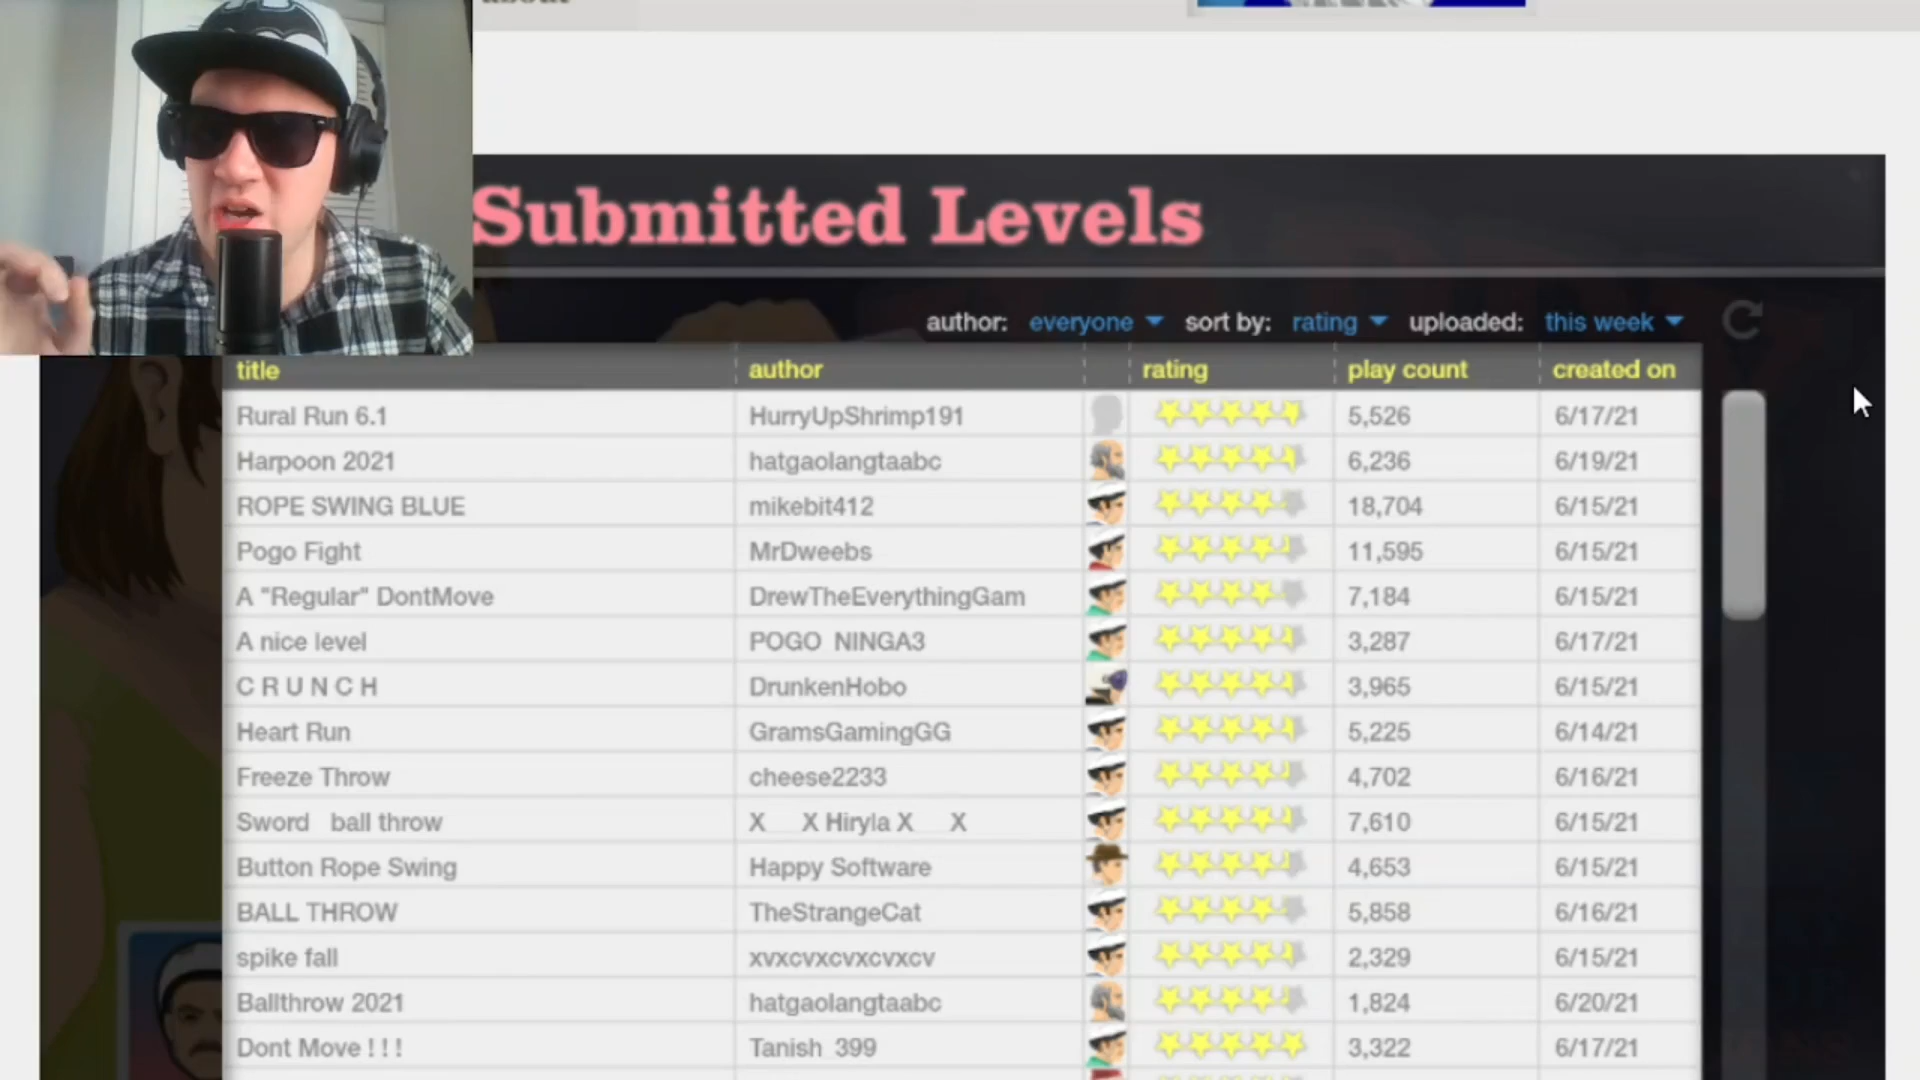 Submitted Levels
author: everyone sort by: rating uploaded: this week
title author rating play count created on
Rural Run 6.1 HurryUpShrimp191 5,526 6/17/21
Harpoon 2021 hatgaolangtaabc 6,236 6/19/21
ROPE SWING BLUE mikebit412 18,704 6/15/21
Pogo Fight MrDweebs 11,595 6/15/21
A "Regular" DontMove DrewTheEverythingGam 7,184 6/15/21
A nice level POGO NINGA3 3,287 6/17/21
C R U N C H DrunkenHobo 3,965 6/15/21
Heart Run GramsGamingGG 5,225 6/14/21
Freeze Throw cheese2233 4,702 6/16/21
Sword ball throw X X Hiryla X X 7,610 6/15/21
Button Rope Swing Happy Software 4,653 6/15/21
BALL THROW TheStrangeCat 5,858 6/16/21
spike fall xvxcvxcvxcvxcv 2,329 6/15/21
Ballthrow 2021 hatgaolangtaabc 1,824 6/20/21
Dont Move ! ! ! Tanish 399 3,322 6/17/21